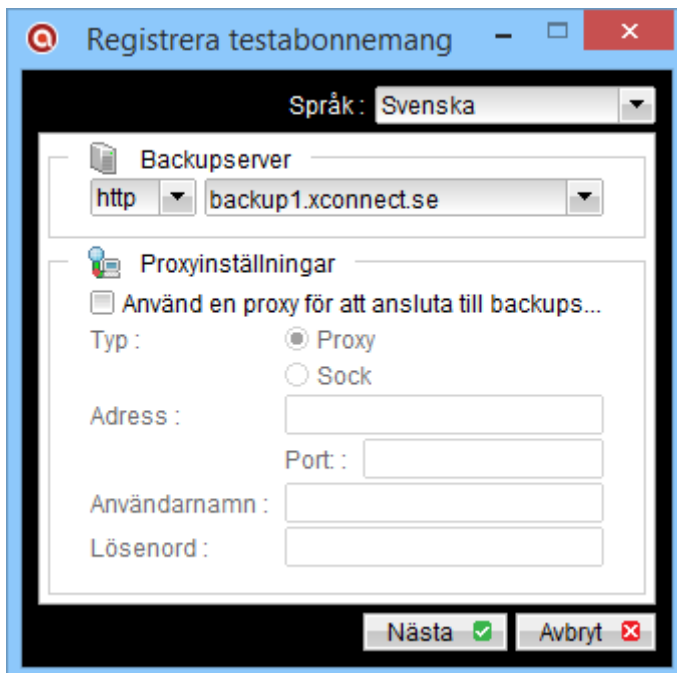 Registrera testabonnemang
Språk : Svenska
Backupserver
http backup1.xconnect.se
Proxyinställningar
Använd en proxy för att ansluta till backups...
Typ : Proxy
Sock
Adress :
Port: :
Användarnamn :
Lösenord :
Nästa Avbryt